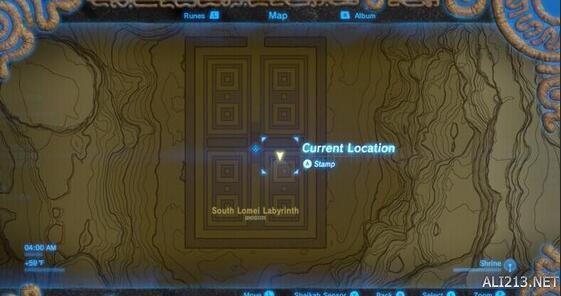 Runes L Map R Album
Current Location
A Stamp
South Lomei Labyrinth
04:00 AM
+59°F
Shrine
ALI213.NET
Move Sheikah Sensor Back Select Zoom